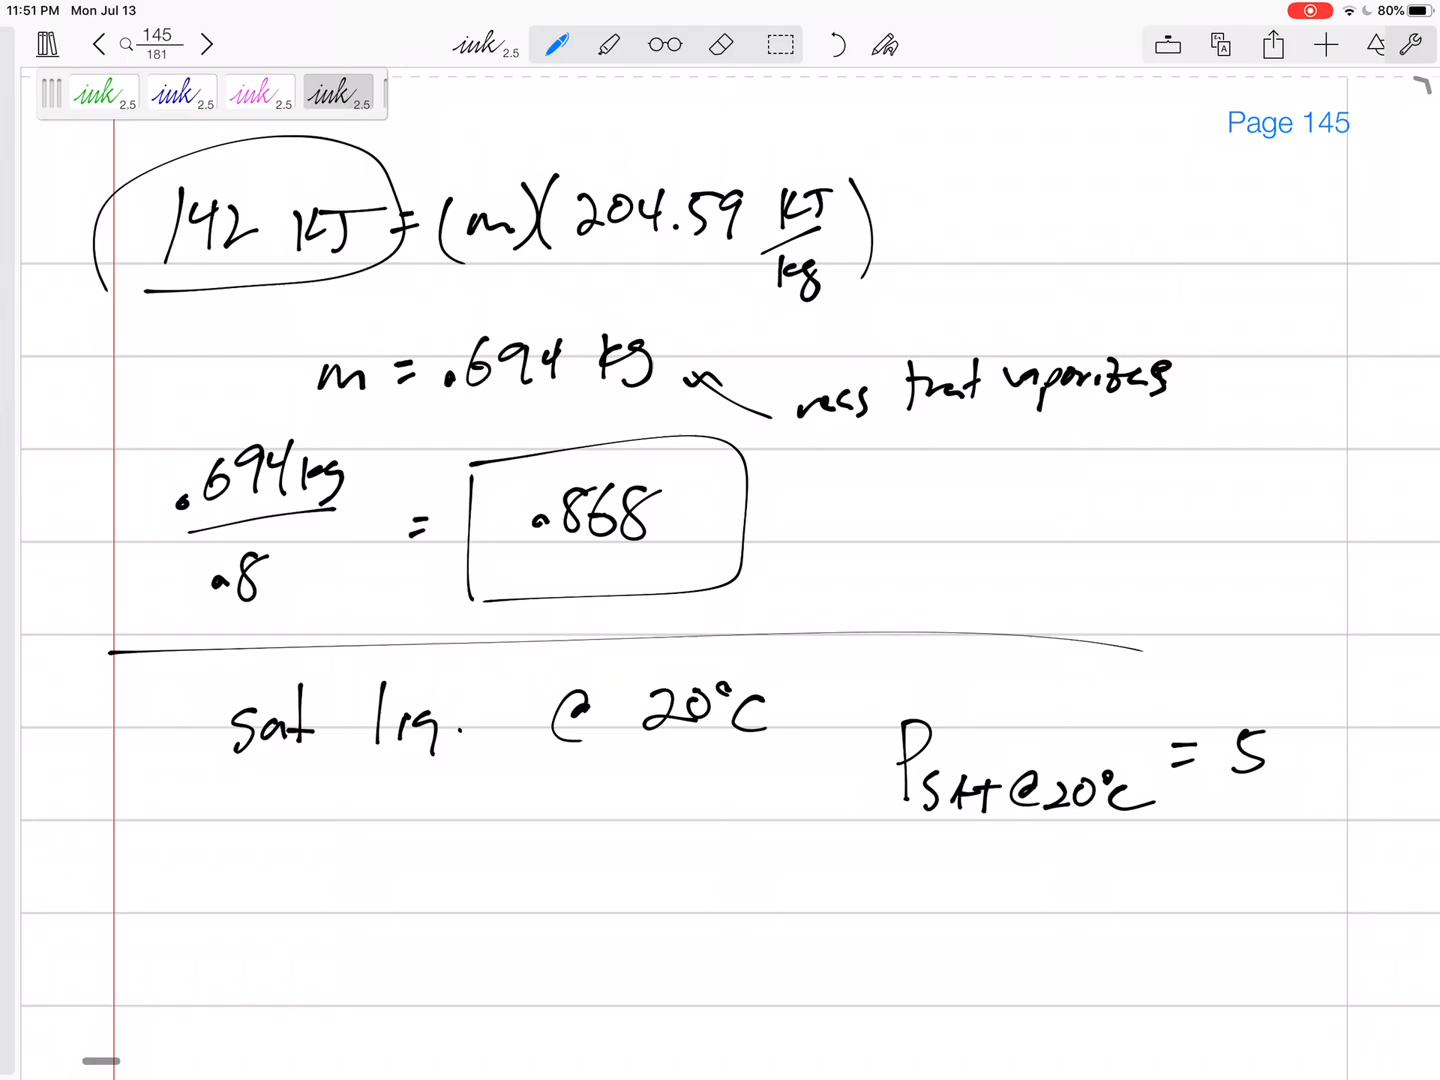 11:51 PM Mon Jul 13
80%
145
181
ink 2.5
ink 2.5 ink 2.5 ink 2.5 ink 2.5
Page 145
142 KJ = (m)(204.59 KJ/kg)
m = .694 kg
mass that vaporizes
.694 kg / .8 = .868
sat liq. @ 20°C
PSAT@20°C = 5